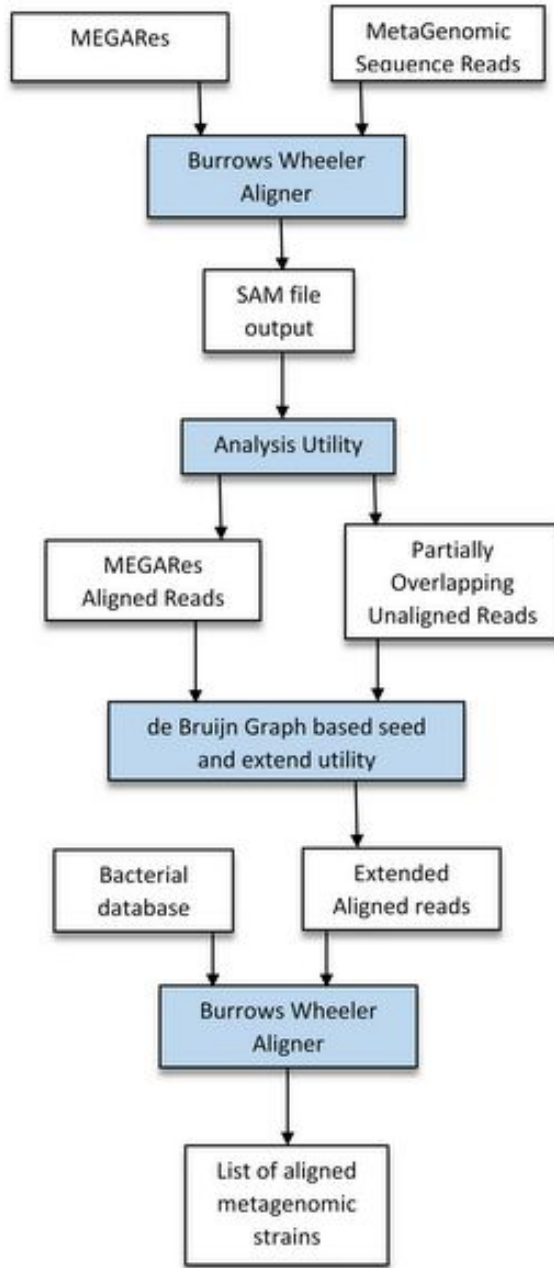 MEGARes
MetaGenomic
Sequence Reads
Burrows Wheeler
Aligner
SAM file
output
Analysis Utility
MEGARes
Aligned Reads
Partially
Overlapping
Unaligned Reads
de Bruijn Graph based seed
and extend utility
Bacterial
database
Extended
Aligned reads
Burrows Wheeler
Aligner
List of aligned
metagenomic
strains